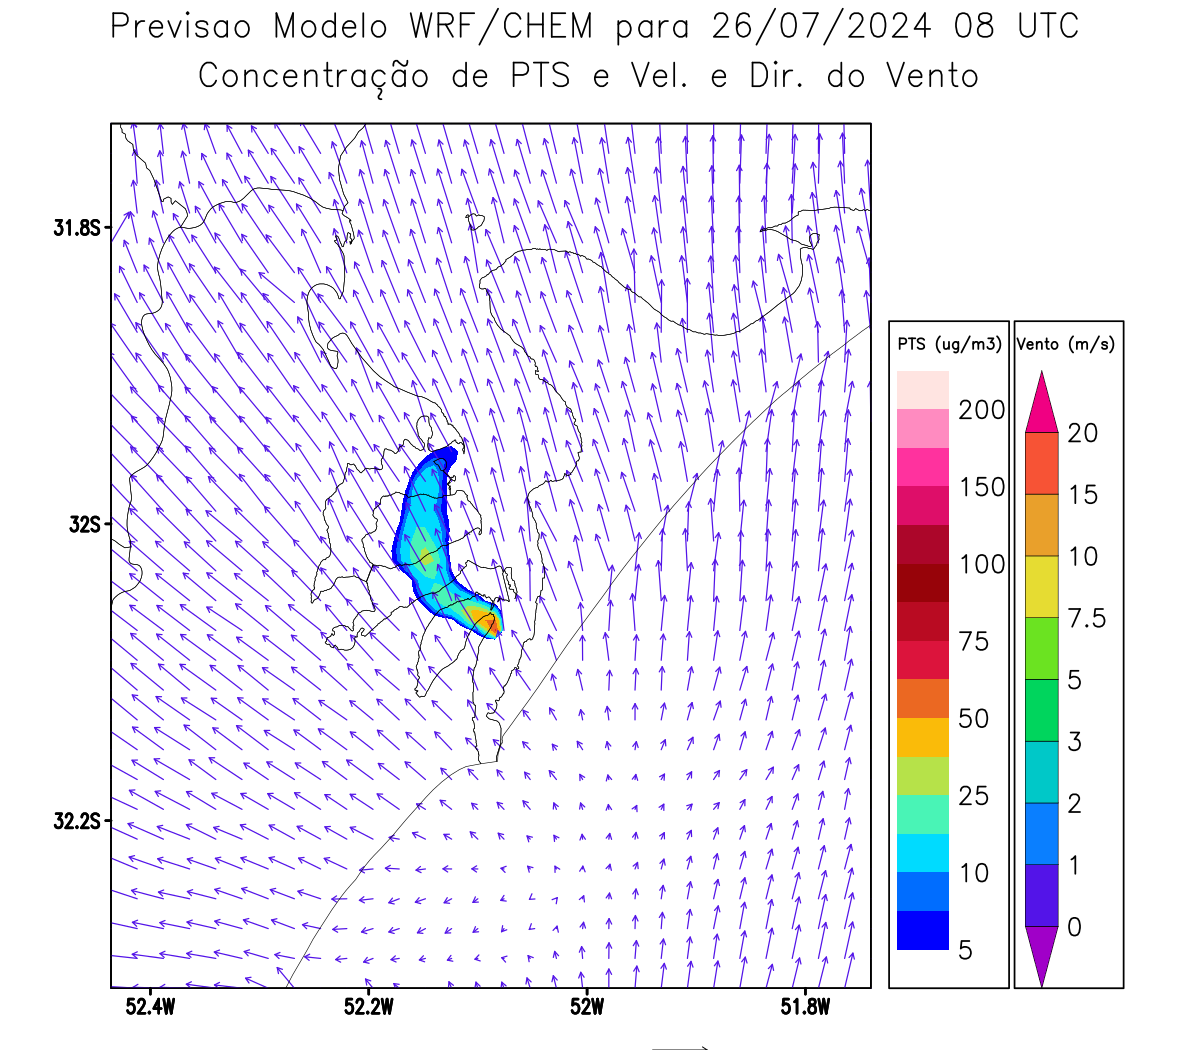 Previsao Modelo WRF/CHEM para 26/07/2024 08 UTC
Concentração de PTS e Vel. e Dir. do Vento
31.8S
32S
32.2S
52.4W 52.2W 52W 51.8W
PTS (ug/m3)
200
150
100
75
50
25
10
5
Vento (m/s)
20
15
10
7.5
5
3
2
1
0